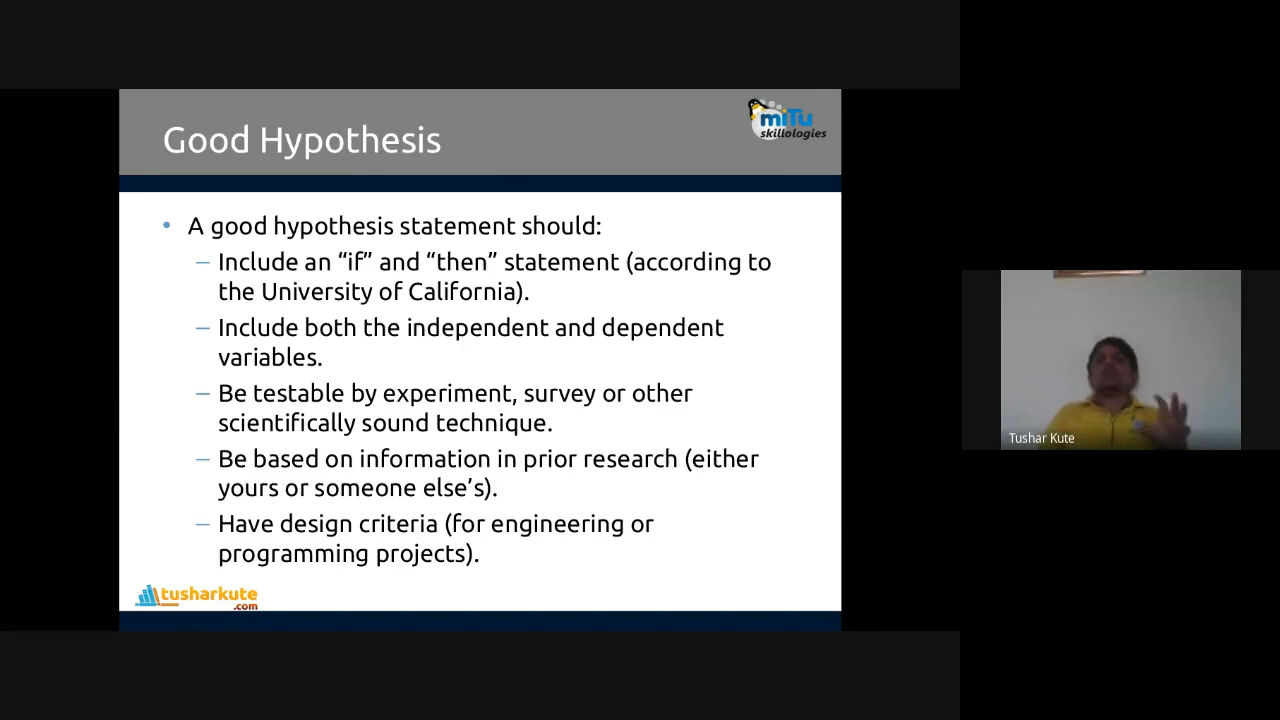 Good Hypothesis
miTu
skillologies
• A good hypothesis statement should:
– Include an “if” and “then” statement (according to
the University of California).
– Include both the independent and dependent
variables.
– Be testable by experiment, survey or other
scientifically sound technique.
– Be based on information in prior research (either
yours or someone else’s).
– Have design criteria (for engineering or
programming projects).
tusharkute
.com
Tushar Kute